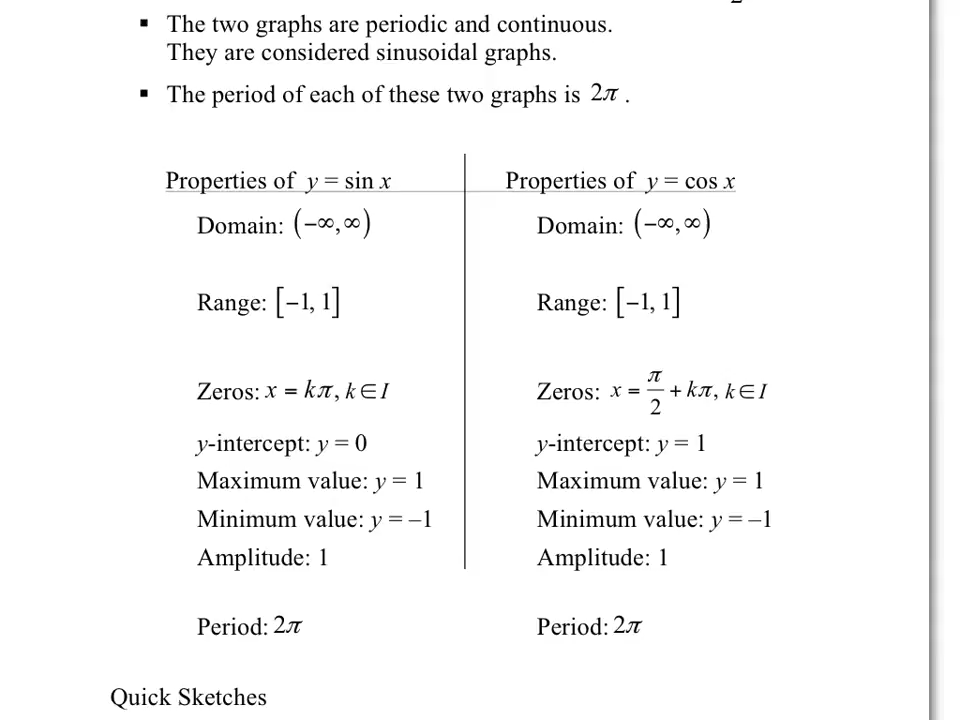 ▪ The two graphs are periodic and continuous.
They are considered sinusoidal graphs.
▪ The period of each of these two graphs is 2π .
Properties of y = sin x
Domain: (−∞, ∞)
Range: [−1, 1]
Zeros: x = kπ, k∈I
y-intercept: y = 0
Maximum value: y = 1
Minimum value: y = –1
Amplitude: 1
Period: 2π
Properties of y = cos x
Domain: (−∞, ∞)
Range: [−1, 1]
Zeros: x = π/2 + kπ, k∈I
y-intercept: y = 1
Maximum value: y = 1
Minimum value: y = –1
Amplitude: 1
Period: 2π
Quick Sketches